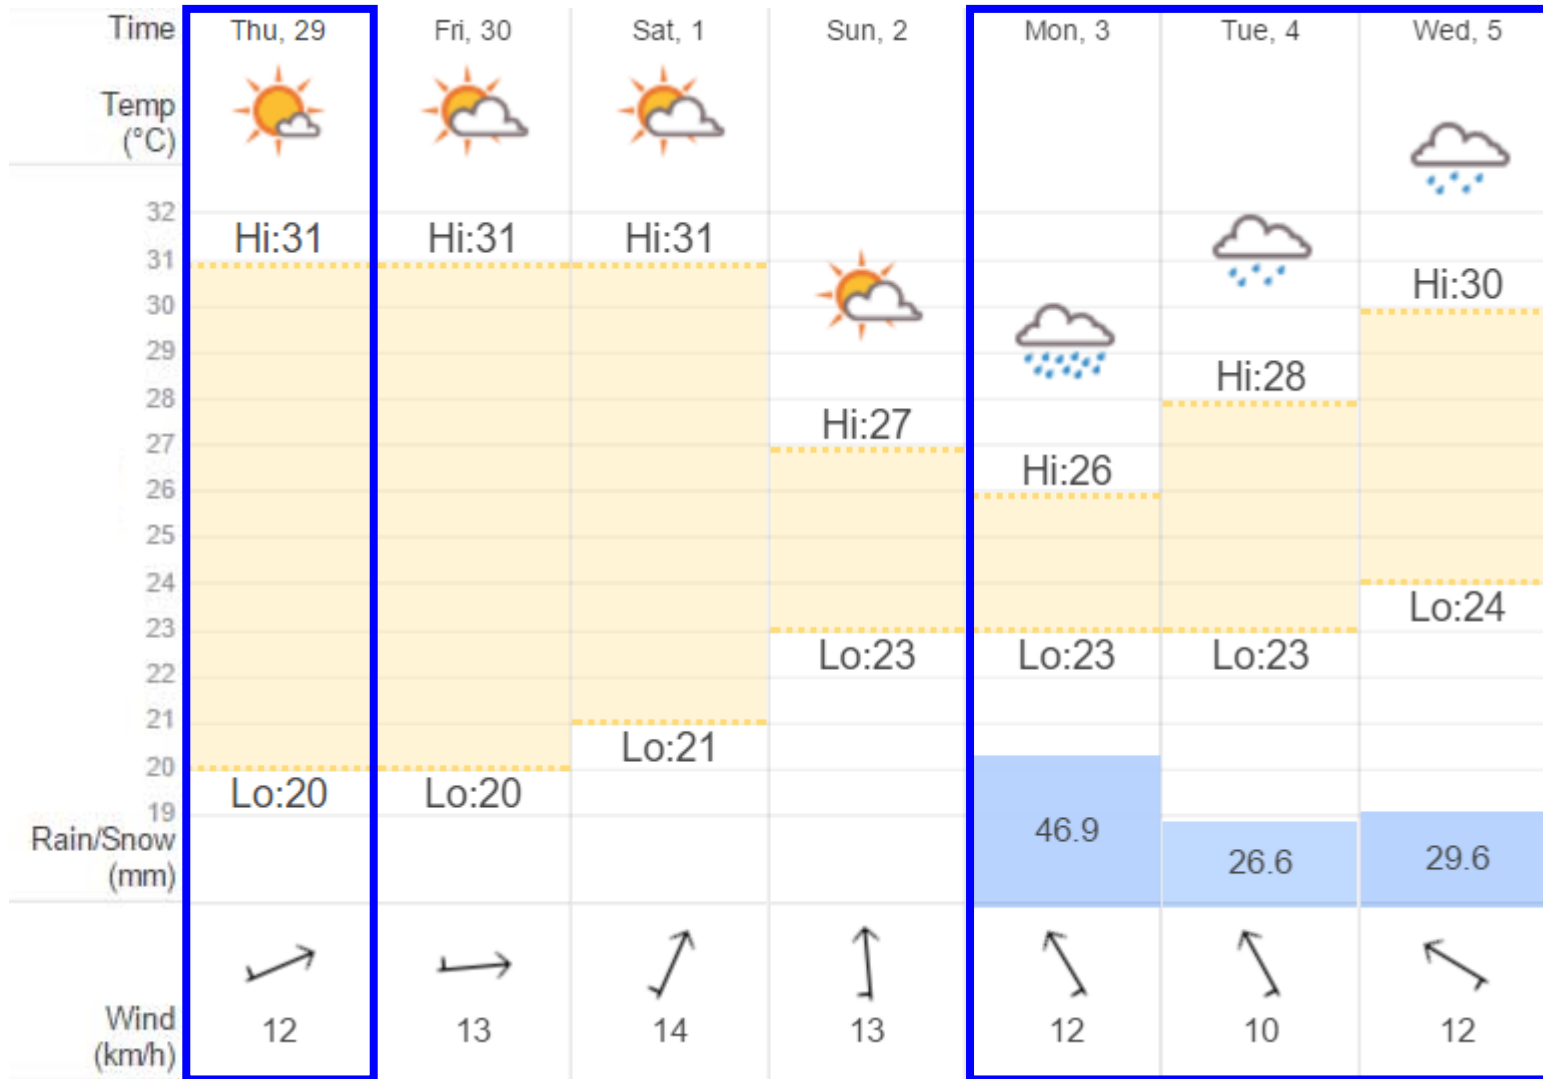 Time Thu, 29 Fri, 30 Sat, 1 Sun, 2 Mon, 3 Tue, 4 Wed, 5
Temp
(°C)
32
Hi:31 Hi:31 Hi:31
31
Hi:30
30
29
Hi:28
28
Hi:27
27
Hi:26
26
25
24
Lo:24
23
Lo:23 Lo:23 Lo:23
22
21
Lo:21
20
Lo:20 Lo:20
19
Rain/Snow
(mm)
46.9 26.6 29.6
Wind
(km/h)
12 13 14 13 12 10 12